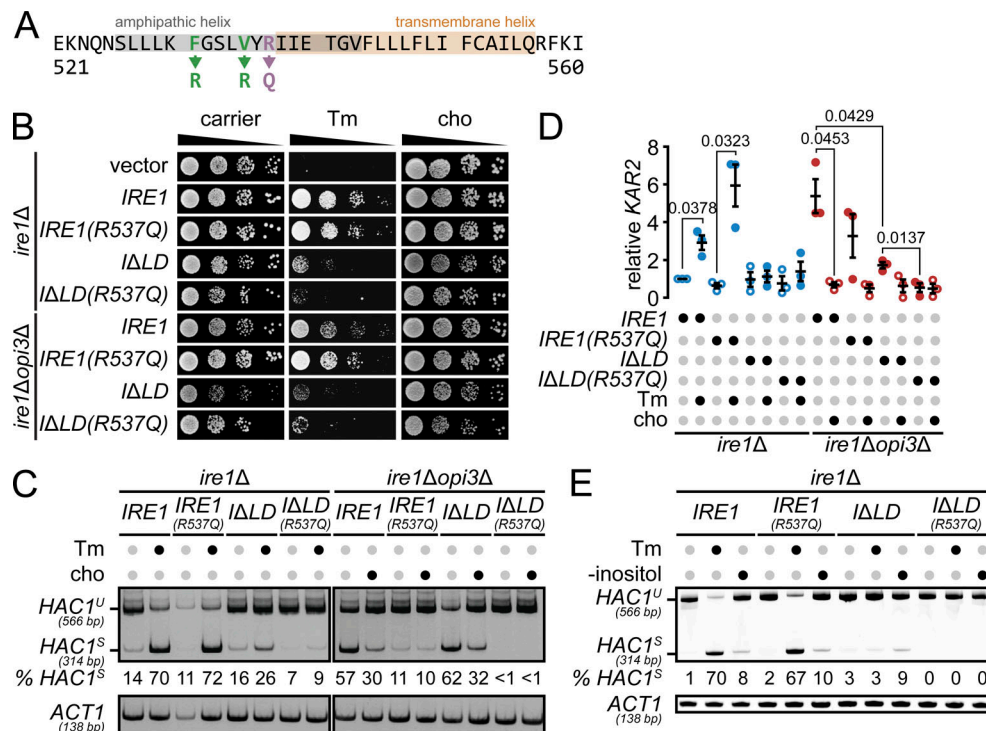 A
amphipathic helix transmembrane helix
EKNQNSLLLK FGSLVYRIIE TGVFLLLFLI FCAILQRFKI
521 R R Q 560
B
carrier Tm cho
ire1Δ
vector
IRE1
IRE1(R537Q)
IΔLD
IΔLD(R537Q)
ire1Δopi3Δ
IRE1
IRE1(R537Q)
IΔLD
IΔLD(R537Q)
D
relative KAR2
8
6
4
2
0
0.0378
0.0323
0.0453
0.0429
0.0137
IRE1
IRE1(R537Q)
IΔLD
IΔLD(R537Q)
Tm
cho
ire1Δ ire1Δopi3Δ
C
ire1Δ ire1Δopi3Δ
IRE1 IRE1 (R537Q) IΔLD IΔLD (R537Q) IRE1 IRE1 (R537Q) IΔLD IΔLD (R537Q)
Tm
cho
HAC1U
(566 bp)
HAC1S
(314 bp)
% HAC1S 14 70 11 72 16 26 7 9 57 30 11 10 62 32 <1 <1
ACT1
(138 bp)
E
ire1Δ
IRE1 IRE1 (R537Q) IΔLD IΔLD (R537Q)
Tm
-inositol
HAC1U
(566 bp)
HAC1S
(314 bp)
% HAC1S 1 70 8 2 67 10 3 3 9 0 0 0
ACT1
(138 bp)